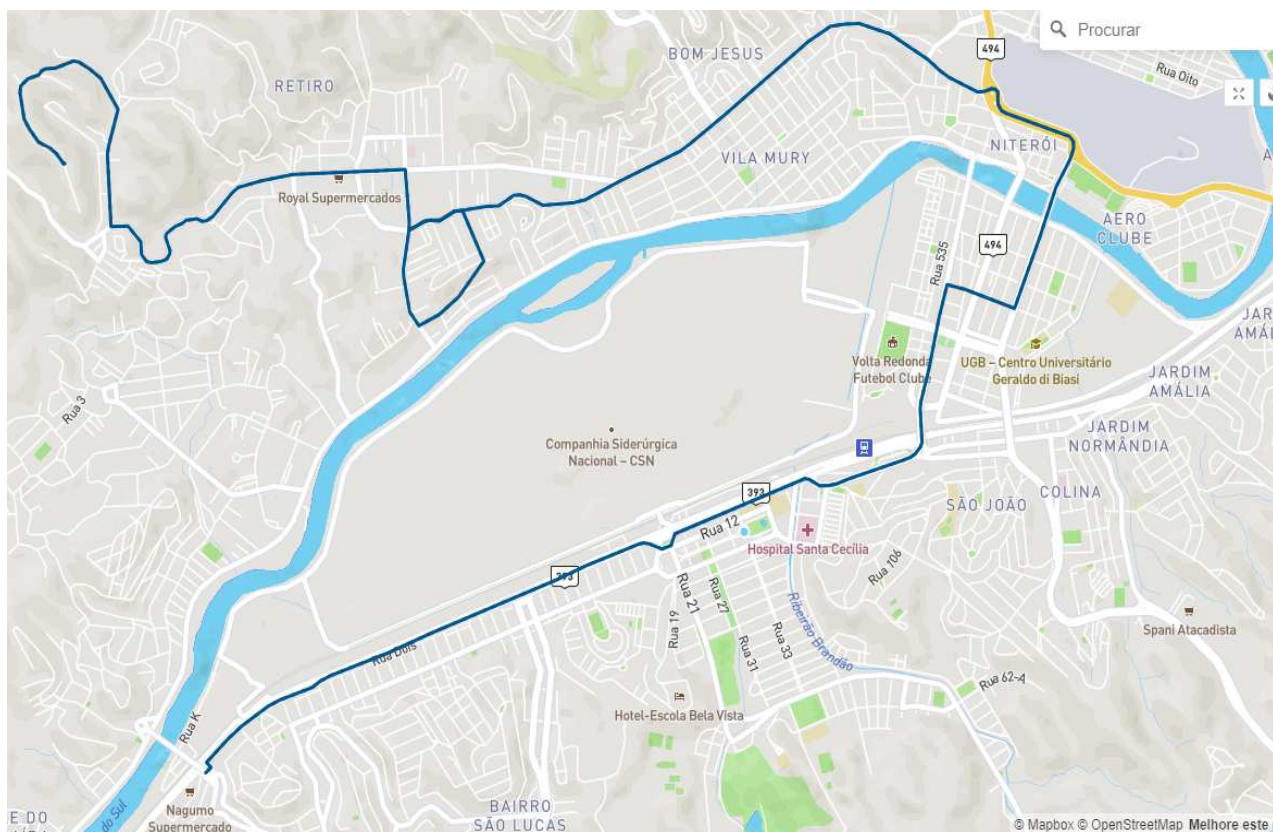 Procurar
494
Rua Oito
BOM JESUS
RETIRO
NITERÓI
VILA MURY
Royal Supermercados
AERO
CLUBE
494
Rua 535
Volta Redonda
Futebol Clube
UGB – Centro Universitário
Geraldo di Biasi
JARDIM
AMÁLIA
JARDIM
NORMÂNDIA
Rua 3
Companhia Siderúrgica
Nacional – CSN
393
COLINA
SÃO JOÃO
Rua 12
Hospital Santa Cecília
Rua 106
393
Rua 19
Rua 21
Rua 27
Rua 31
Rua 33
Ribeirão Brandão
Spani Atacadista
Rua Dois
Rua 62-A
Hotel-Escola Bela Vista
Rua K
Nagumo
Supermercado
do Sul
BAIRRO
SÃO LUCAS
E DO
© Mapbox © OpenStreetMap Melhore este